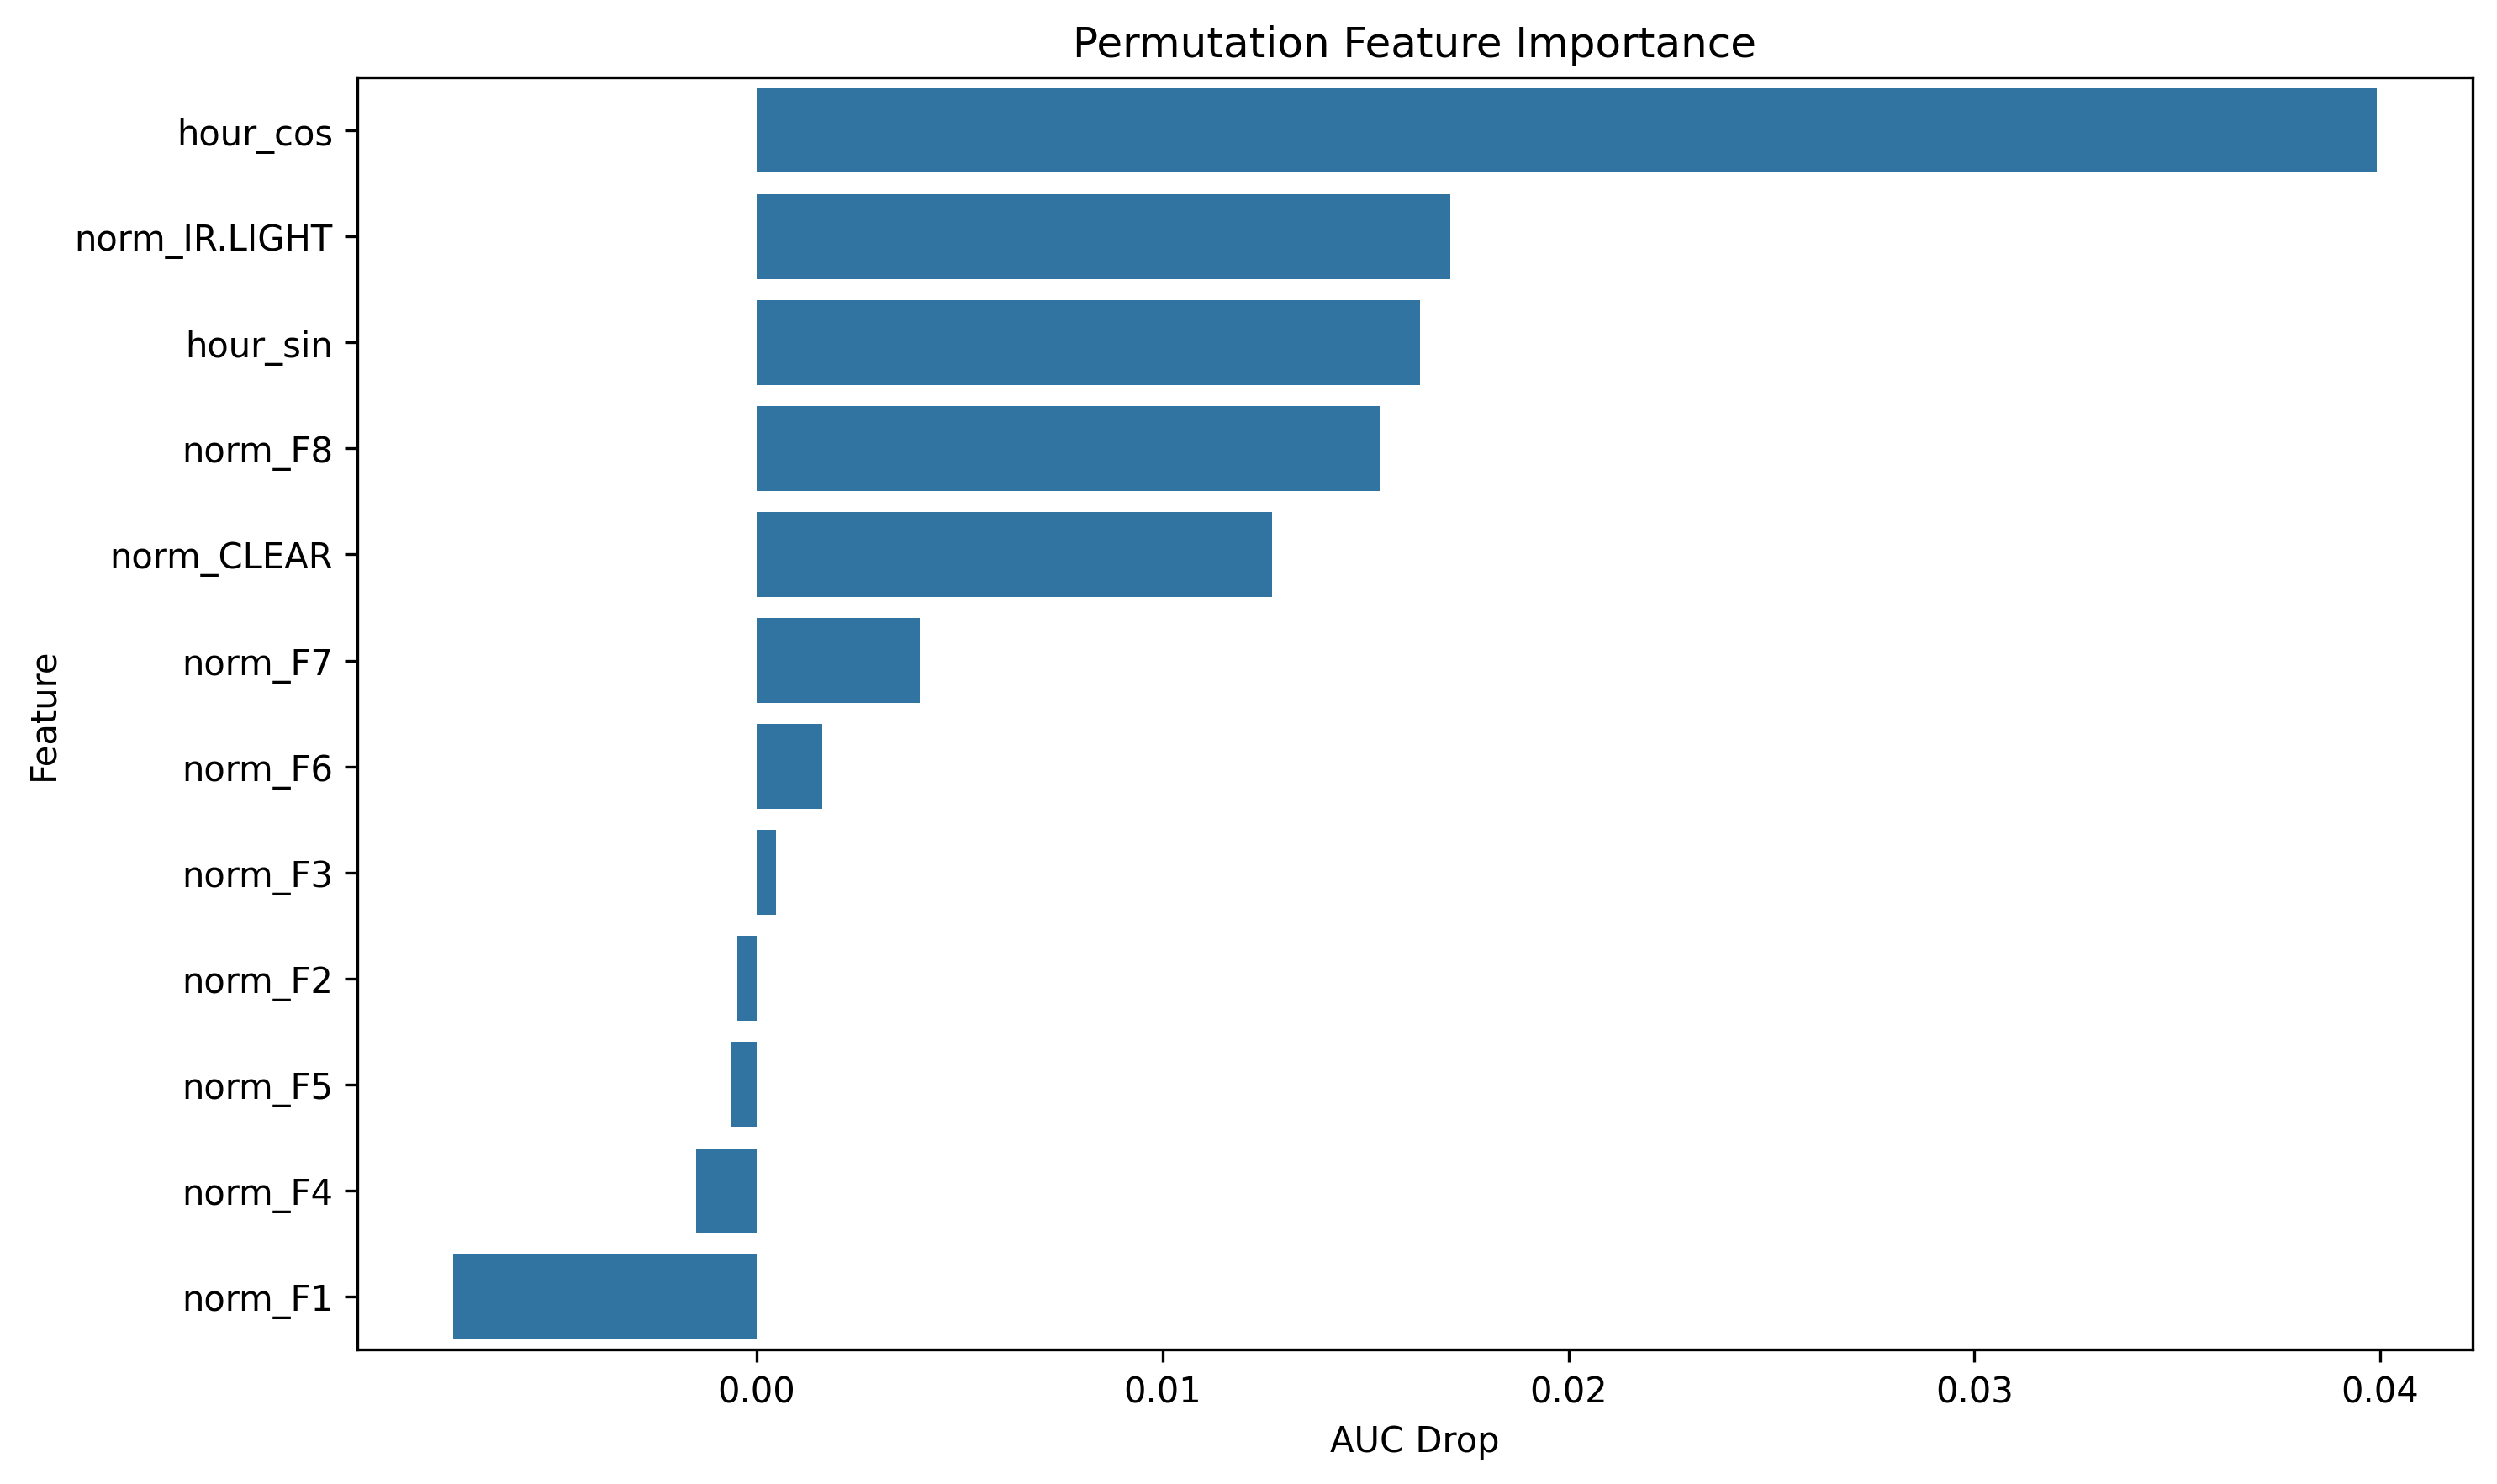 Permutation Feature Importance
Feature
hour_cos
norm_IR.LIGHT
hour_sin
norm_F8
norm_CLEAR
norm_F7
norm_F6
norm_F3
norm_F2
norm_F5
norm_F4
norm_F1
0.00 0.01 0.02 0.03 0.04
AUC Drop